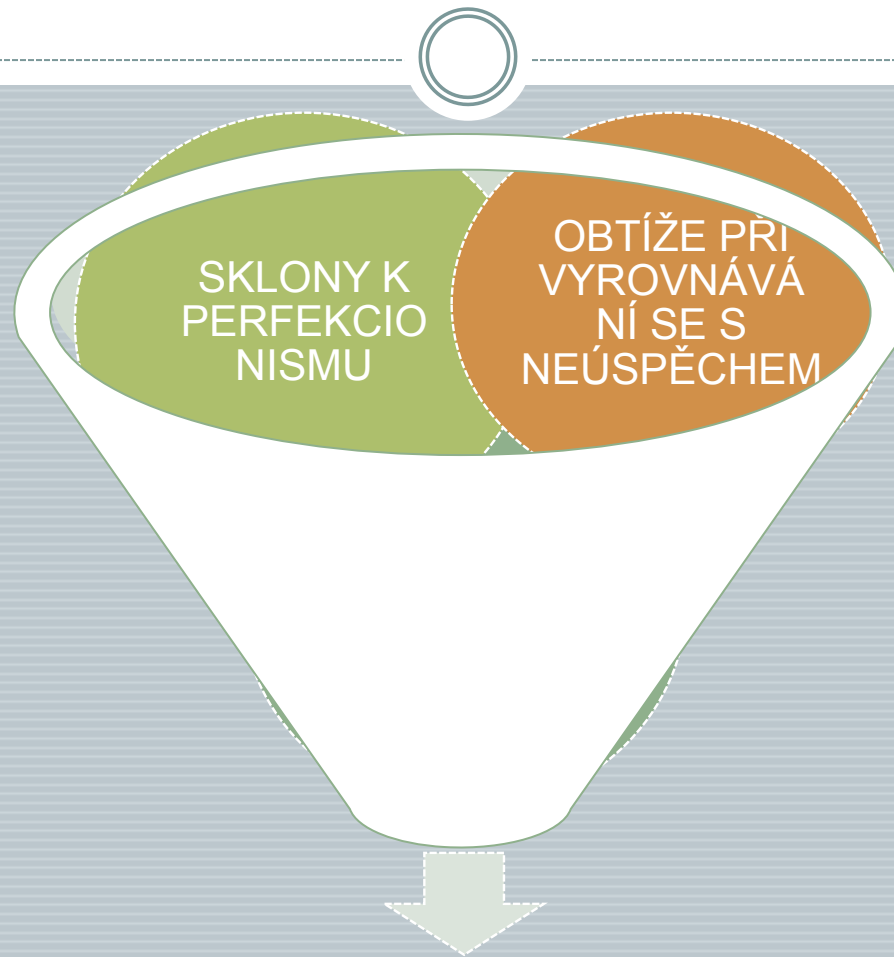 SKLONY K
PERFEKCIO
NISMU
OBTÍŽE PŘI
VYROVNÁVÁ
NÍ SE S
NEÚSPĚCHEM